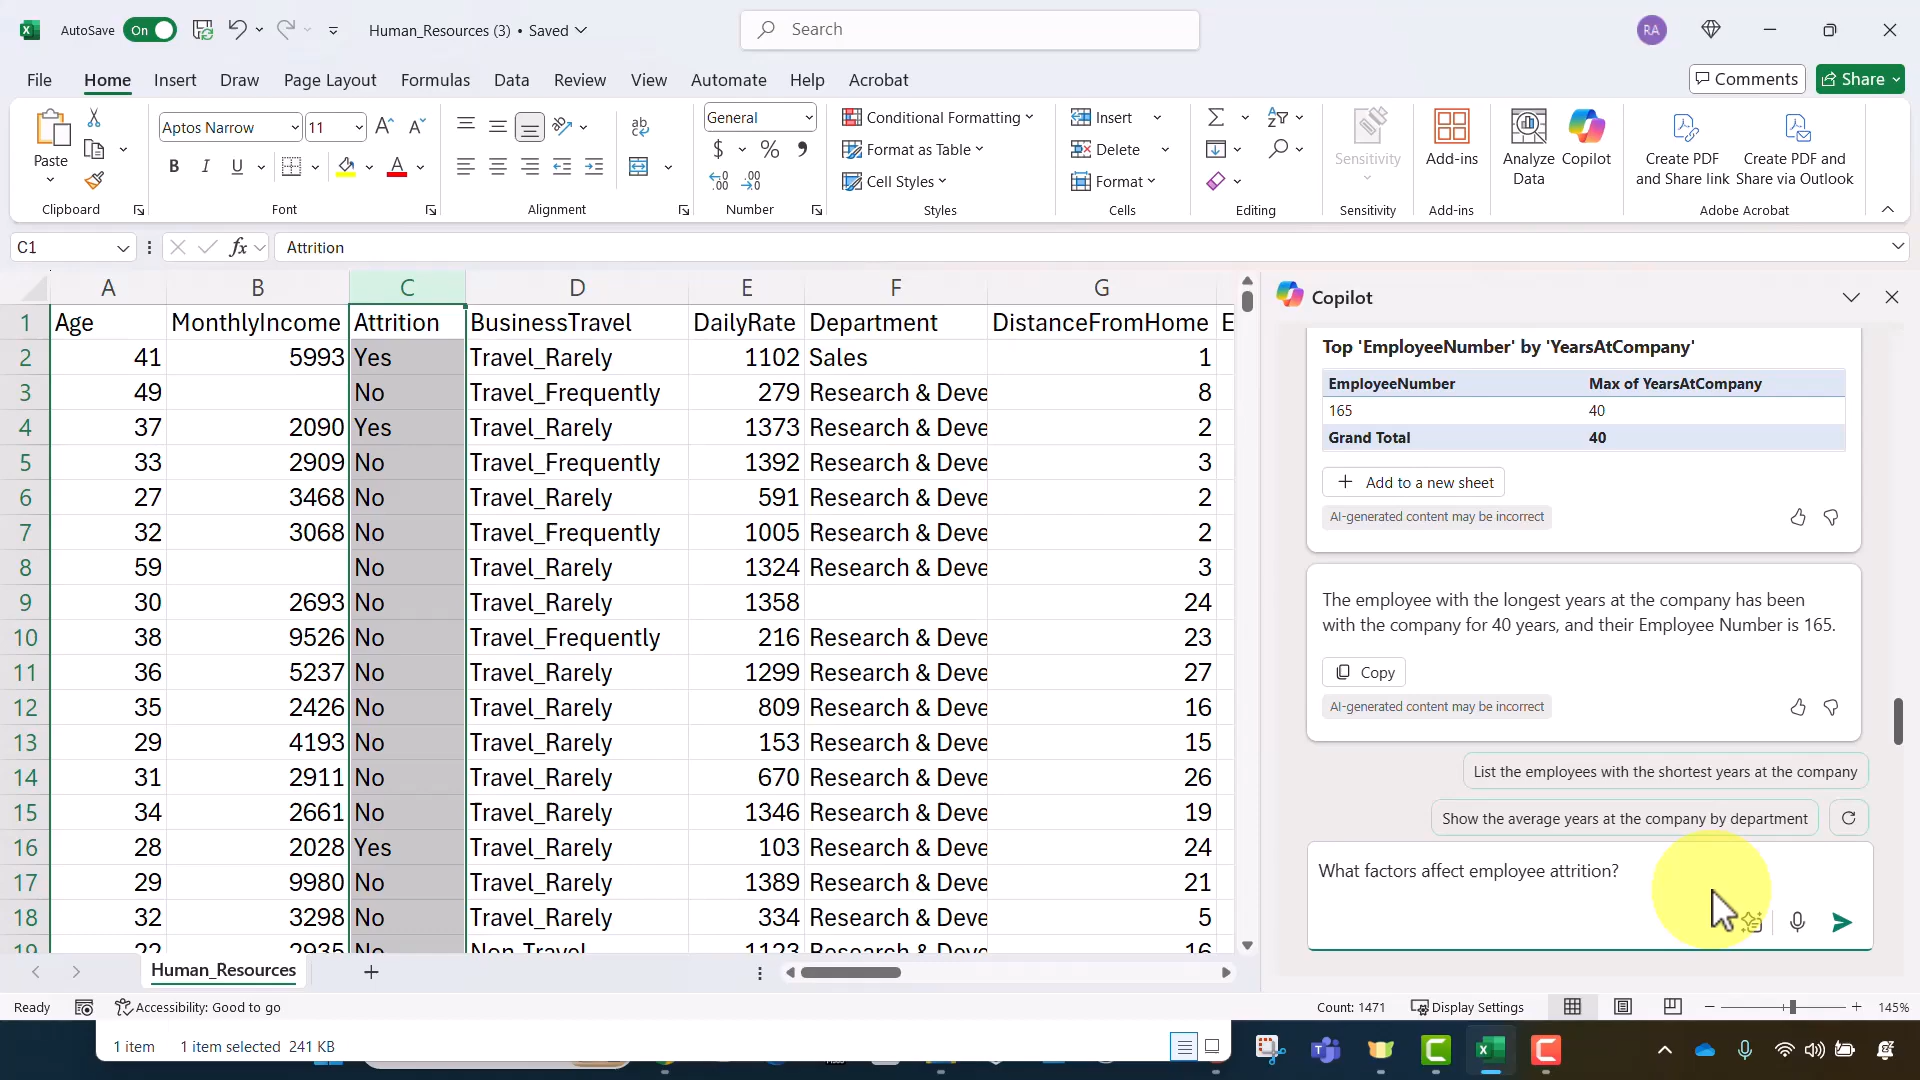 AutoSave
On
Human_Resources (3) • Saved
Search
RA
File
Home
Insert
Draw
Page Layout
Formulas
Data
Review
View
Automate
Help
Acrobat
Comments
Share
Paste
Clipboard
Aptos Narrow
11
B I U
Font
Alignment
General
$ % ,
Number
Conditional Formatting
Format as Table
Cell Styles
Styles
Insert
Delete
Format
Cells
Editing
Sensitivity
Sensitivity
Add-ins
Add-ins
Analyze
Data
Copilot
Create PDF
and Share link
Create PDF and
Share via Outlook
Adobe Acrobat
C1
fx
Attrition
A B C D E F G
1 Age MonthlyIncome Attrition BusinessTravel DailyRate Department DistanceFromHome E
2 41 5993 Yes Travel_Rarely 1102 Sales 1
3 49 No Travel_Frequently 279 Research & Deve 8
4 37 2090 Yes Travel_Rarely 1373 Research & Deve 2
5 33 2909 No Travel_Frequently 1392 Research & Deve 3
6 27 3468 No Travel_Rarely 591 Research & Deve 2
7 32 3068 No Travel_Frequently 1005 Research & Deve 2
8 59 No Travel_Rarely 1324 Research & Deve 3
9 30 2693 No Travel_Rarely 1358 24
10 38 9526 No Travel_Frequently 216 Research & Deve 23
11 36 5237 No Travel_Rarely 1299 Research & Deve 27
12 35 2426 No Travel_Rarely 809 Research & Deve 16
13 29 4193 No Travel_Rarely 153 Research & Deve 15
14 31 2911 No Travel_Rarely 670 Research & Deve 26
15 34 2661 No Travel_Rarely 1346 Research & Deve 19
16 28 2028 Yes Travel_Rarely 103 Research & Deve 24
17 29 9980 No Travel_Rarely 1389 Research & Deve 21
18 32 3298 No Travel_Rarely 334 Research & Deve 5
19 22 2935 No Non-Travel 1123 Research & Deve 16
Copilot
Top 'EmployeeNumber' by 'YearsAtCompany'
EmployeeNumber Max of YearsAtCompany
165 40
Grand Total 40
Add to a new sheet
AI-generated content may be incorrect
The employee with the longest years at the company has been
with the company for 40 years, and their Employee Number is 165.
Copy
AI-generated content may be incorrect
List the employees with the shortest years at the company
Show the average years at the company by department
What factors affect employee attrition?
Human_Resources
Ready
Accessibility: Good to go
Count: 1471
Display Settings
145%
1 item
1 item selected 241 KB